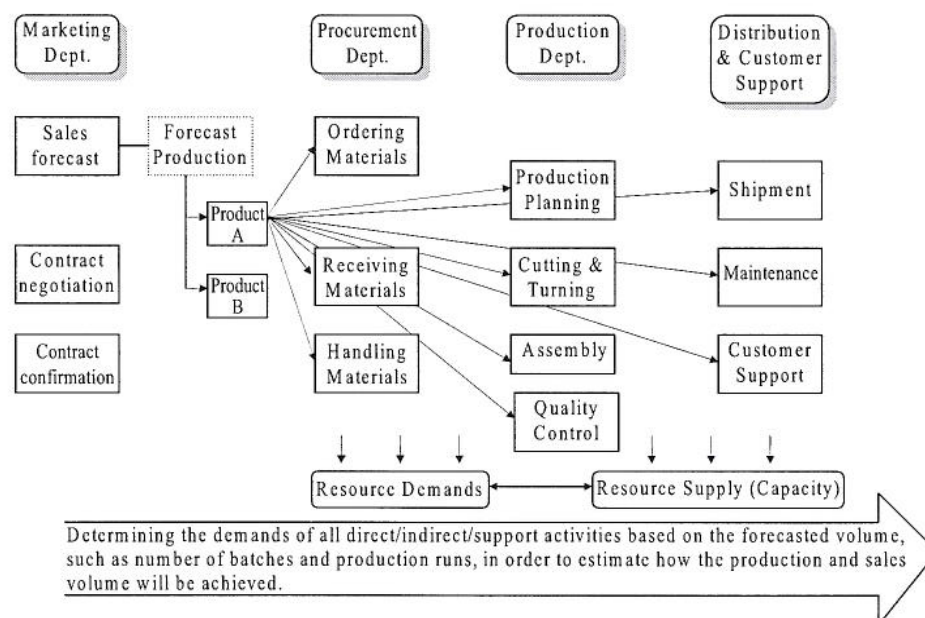 Marketing
Dept.
Procurement
Dept.
Production
Dept.
Distribution
& Customer
Support
Sales
forecast
Forecast
Production
Ordering
Materials
Production
Planning
Shipment
Product
A
Contract
negotiation
Product
B
Receiving
Materials
Cutting &
Turning
Maintenance
Contract
confirmation
Handling
Materials
Assembly
Customer
Support
Quality
Control
Resource Demands
Resource Supply (Capacity)
Determining the demands of all direct/indirect/support activities based on the forecasted volume,
such as number of batches and production runs, in order to estimate how the production and sales
volume will be achieved.